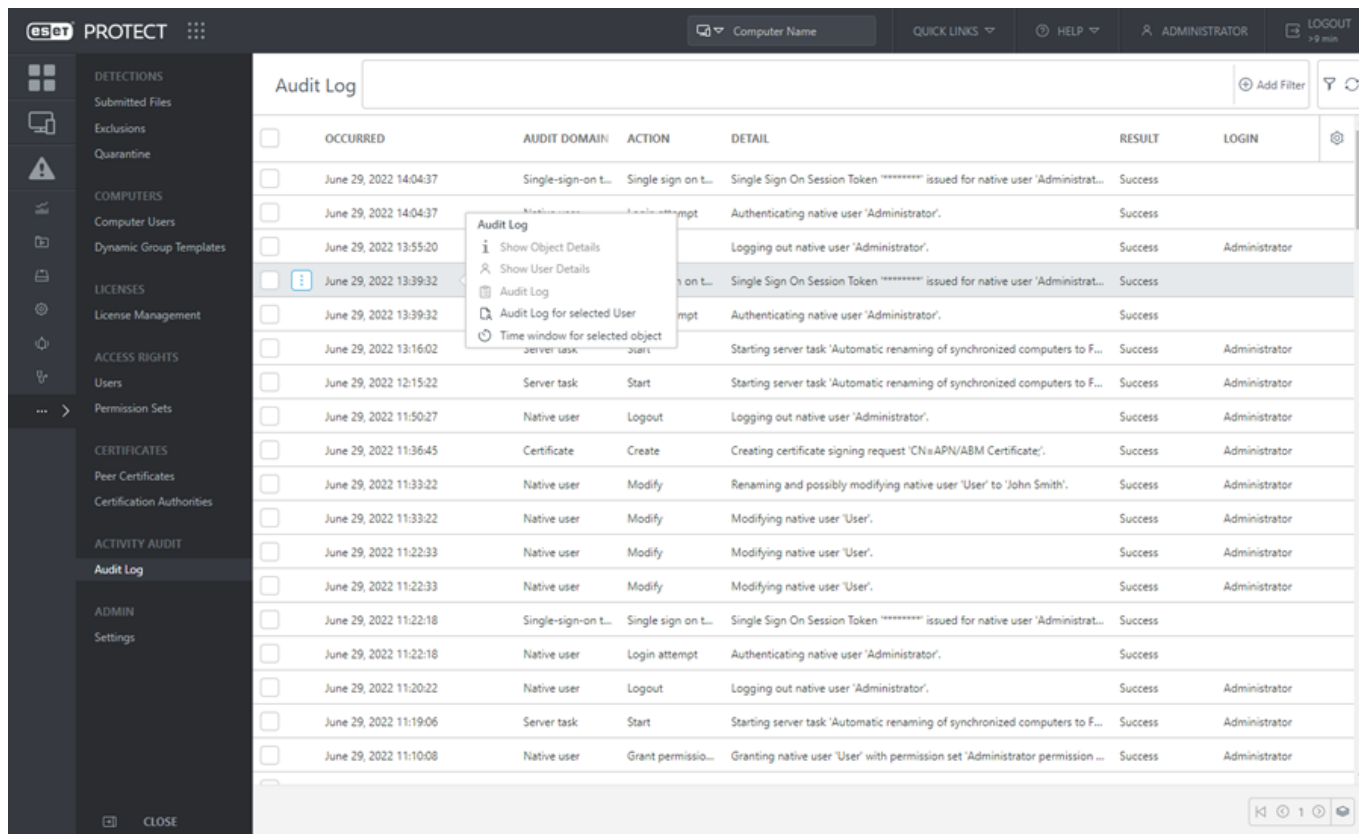 eset PROTECT
Computer Name
QUICK LINKS
HELP
ADMINISTRATOR
LOGOUT
>9 min
DETECTIONS
Submitted Files
Exclusions
Quarantine
COMPUTERS
Computer Users
Dynamic Group Templates
LICENSES
License Management
ACCESS RIGHTS
Users
Permission Sets
CERTIFICATES
Peer Certificates
Certification Authorities
ACTIVITY AUDIT
Audit Log
ADMIN
Settings
CLOSE
Audit Log
Add Filter
OCCURRED AUDIT DOMAIN ACTION DETAIL RESULT LOGIN
June 29, 2022 14:04:37 Single-sign-on t... Single sign on t... Single Sign On Session Token '********' issued for native user 'Administrat... Success
June 29, 2022 14:04:37 Authenticating native user 'Administrator'. Success
June 29, 2022 13:55:20 Logging out native user 'Administrator'. Success Administrator
June 29, 2022 13:39:32 n on t... Single Sign On Session Token '********' issued for native user 'Administrat... Success
June 29, 2022 13:39:32 mpt Authenticating native user 'Administrator'. Success
June 29, 2022 13:16:02 Server task Start Starting server task 'Automatic renaming of synchronized computers to F... Success Administrator
June 29, 2022 12:15:22 Server task Start Starting server task 'Automatic renaming of synchronized computers to F... Success Administrator
June 29, 2022 11:50:27 Native user Logout Logging out native user 'Administrator'. Success Administrator
June 29, 2022 11:36:45 Certificate Create Creating certificate signing request 'CN=APN/ABM Certificate;'. Success Administrator
June 29, 2022 11:33:22 Native user Modify Renaming and possibly modifying native user 'User' to 'John Smith'. Success Administrator
June 29, 2022 11:33:22 Native user Modify Modifying native user 'User'. Success Administrator
June 29, 2022 11:22:33 Native user Modify Modifying native user 'User'. Success Administrator
June 29, 2022 11:22:33 Native user Modify Modifying native user 'User'. Success Administrator
June 29, 2022 11:22:18 Single-sign-on t... Single sign on t... Single Sign On Session Token '********' issued for native user 'Administrat... Success
June 29, 2022 11:22:18 Native user Login attempt Authenticating native user 'Administrator'. Success
June 29, 2022 11:20:22 Native user Logout Logging out native user 'Administrator'. Success Administrator
June 29, 2022 11:19:06 Server task Start Starting server task 'Automatic renaming of synchronized computers to F... Success Administrator
June 29, 2022 11:10:08 Native user Grant permissio... Granting native user 'User' with permission set 'Administrator permission ... Success Administrator
Audit Log
Show Object Details
Show User Details
Audit Log
Audit Log for selected User
Time window for selected object
1